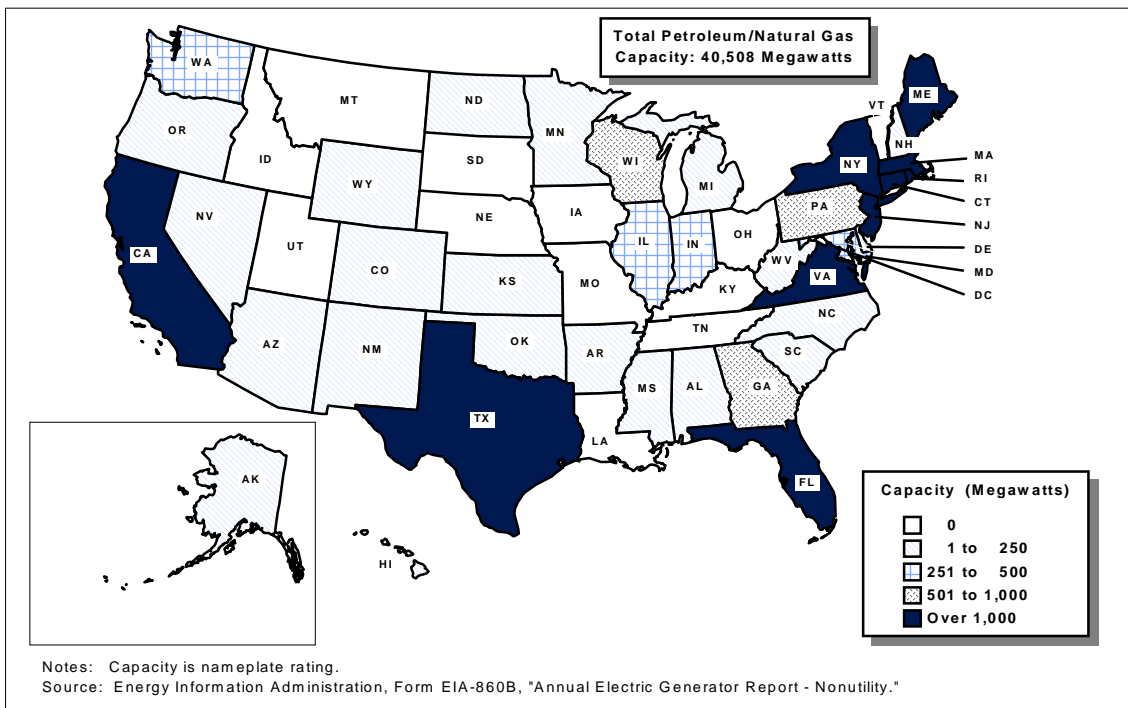 Total Petroleum/Natural Gas
Capacity: 40,508 Megawatts
WA
MT
ND
MN
VT
ME
OR
ID
SD
WI
NH
NY
MA
WY
MI
RI
CT
NV
NE
IA
PA
NJ
UT
CO
IL
IN
OH
DE
CA
KS
MO
WV
MD
KY
VA
DC
AZ
NM
OK
TN
NC
AR
SC
MS
AL
GA
TX
LA
AK
FL
HI
Capacity (Megawatts)
0
1 to 250
251 to 500
501 to 1,000
Over 1,000
Notes: Capacity is nameplate rating.
Source: Energy Information Administration, Form EIA-860B, "Annual Electric Generator Report - Nonutility."